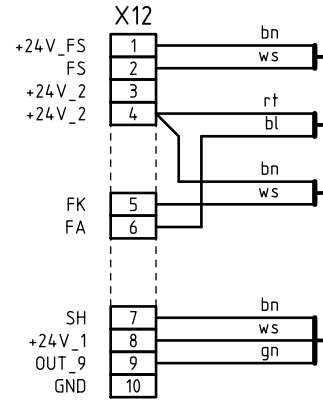 X12
+24V_FS 1 bn
FS 2 ws
+24V_2 3
+24V_2 4 rt
bl
bn
FK 5 ws
FA 6
SH 7 bn
+24V_1 8 ws
OUT_9 9 gn
GND 10